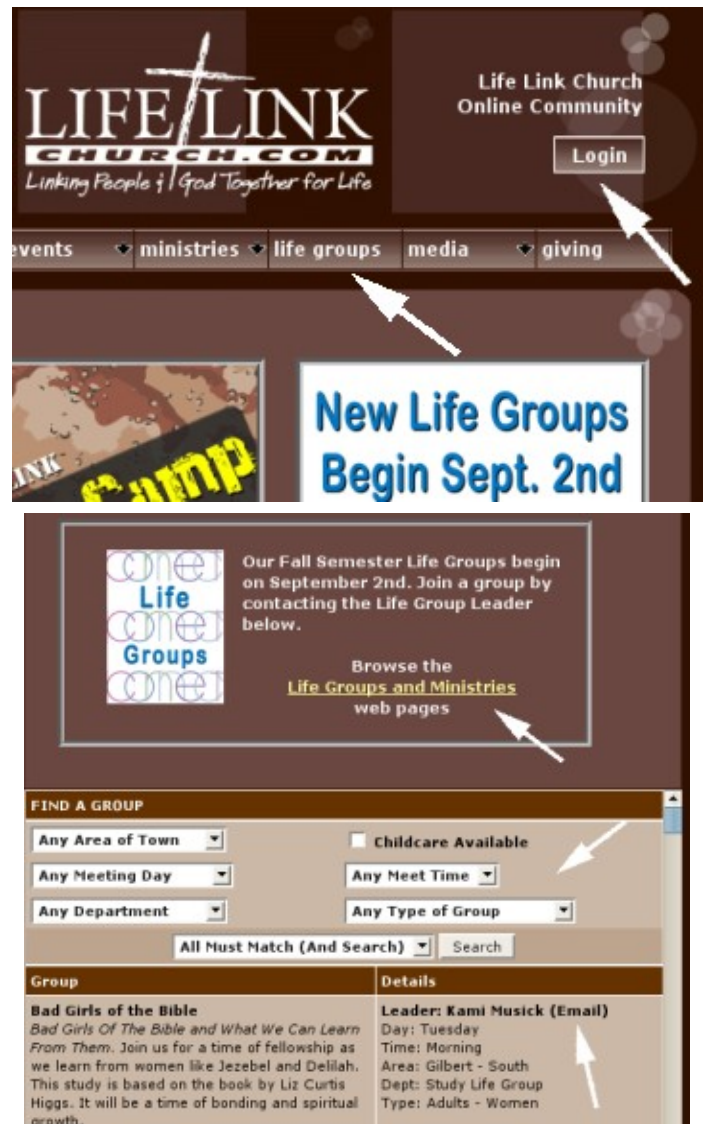 LIFE LINK
CHURCH.COM
Linking People & God Together for Life
Life Link Church
Online Community
Login
events
ministries
life groups
media
giving
LINK
Camp
New Life Groups
Begin Sept. 2nd
Life
Groups
Our Fall Semester Life Groups begin
on September 2nd. Join a group by
contacting the Life Group Leader
below.
Browse the
Life Groups and Ministries
web pages
FIND A GROUP
Any Area of Town
Childcare Available
Any Meeting Day
Any Meet Time
Any Department
Any Type of Group
All Must Match (And Search)
Search
Group
Details
Bad Girls of the Bible
Bad Girls Of The Bible and What We Can Learn
From Them. Join us for a time of fellowship as
we learn from women like Jezebel and Delilah.
This study is based on the book by Liz Curtis
Higgs. It will be a time of bonding and spiritual
growth.
Leader: Kami Musick (Email)
Day: Tuesday
Time: Morning
Area: Gilbert - South
Dept: Study Life Group
Type: Adults - Women